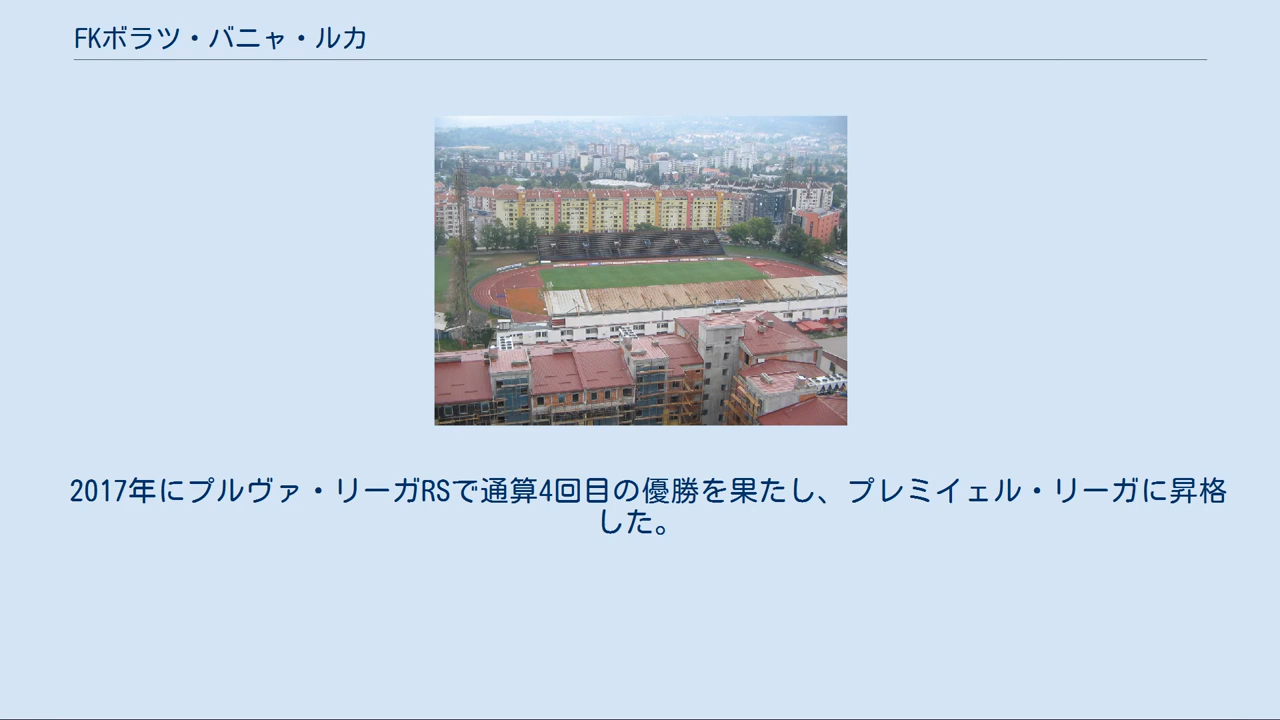 FKボラツ・バニャ・ルカ
2017年にプルヴァ・リーガRSで通算4回目の優勝を果たし、プレミイェル・リーガに昇格
した。